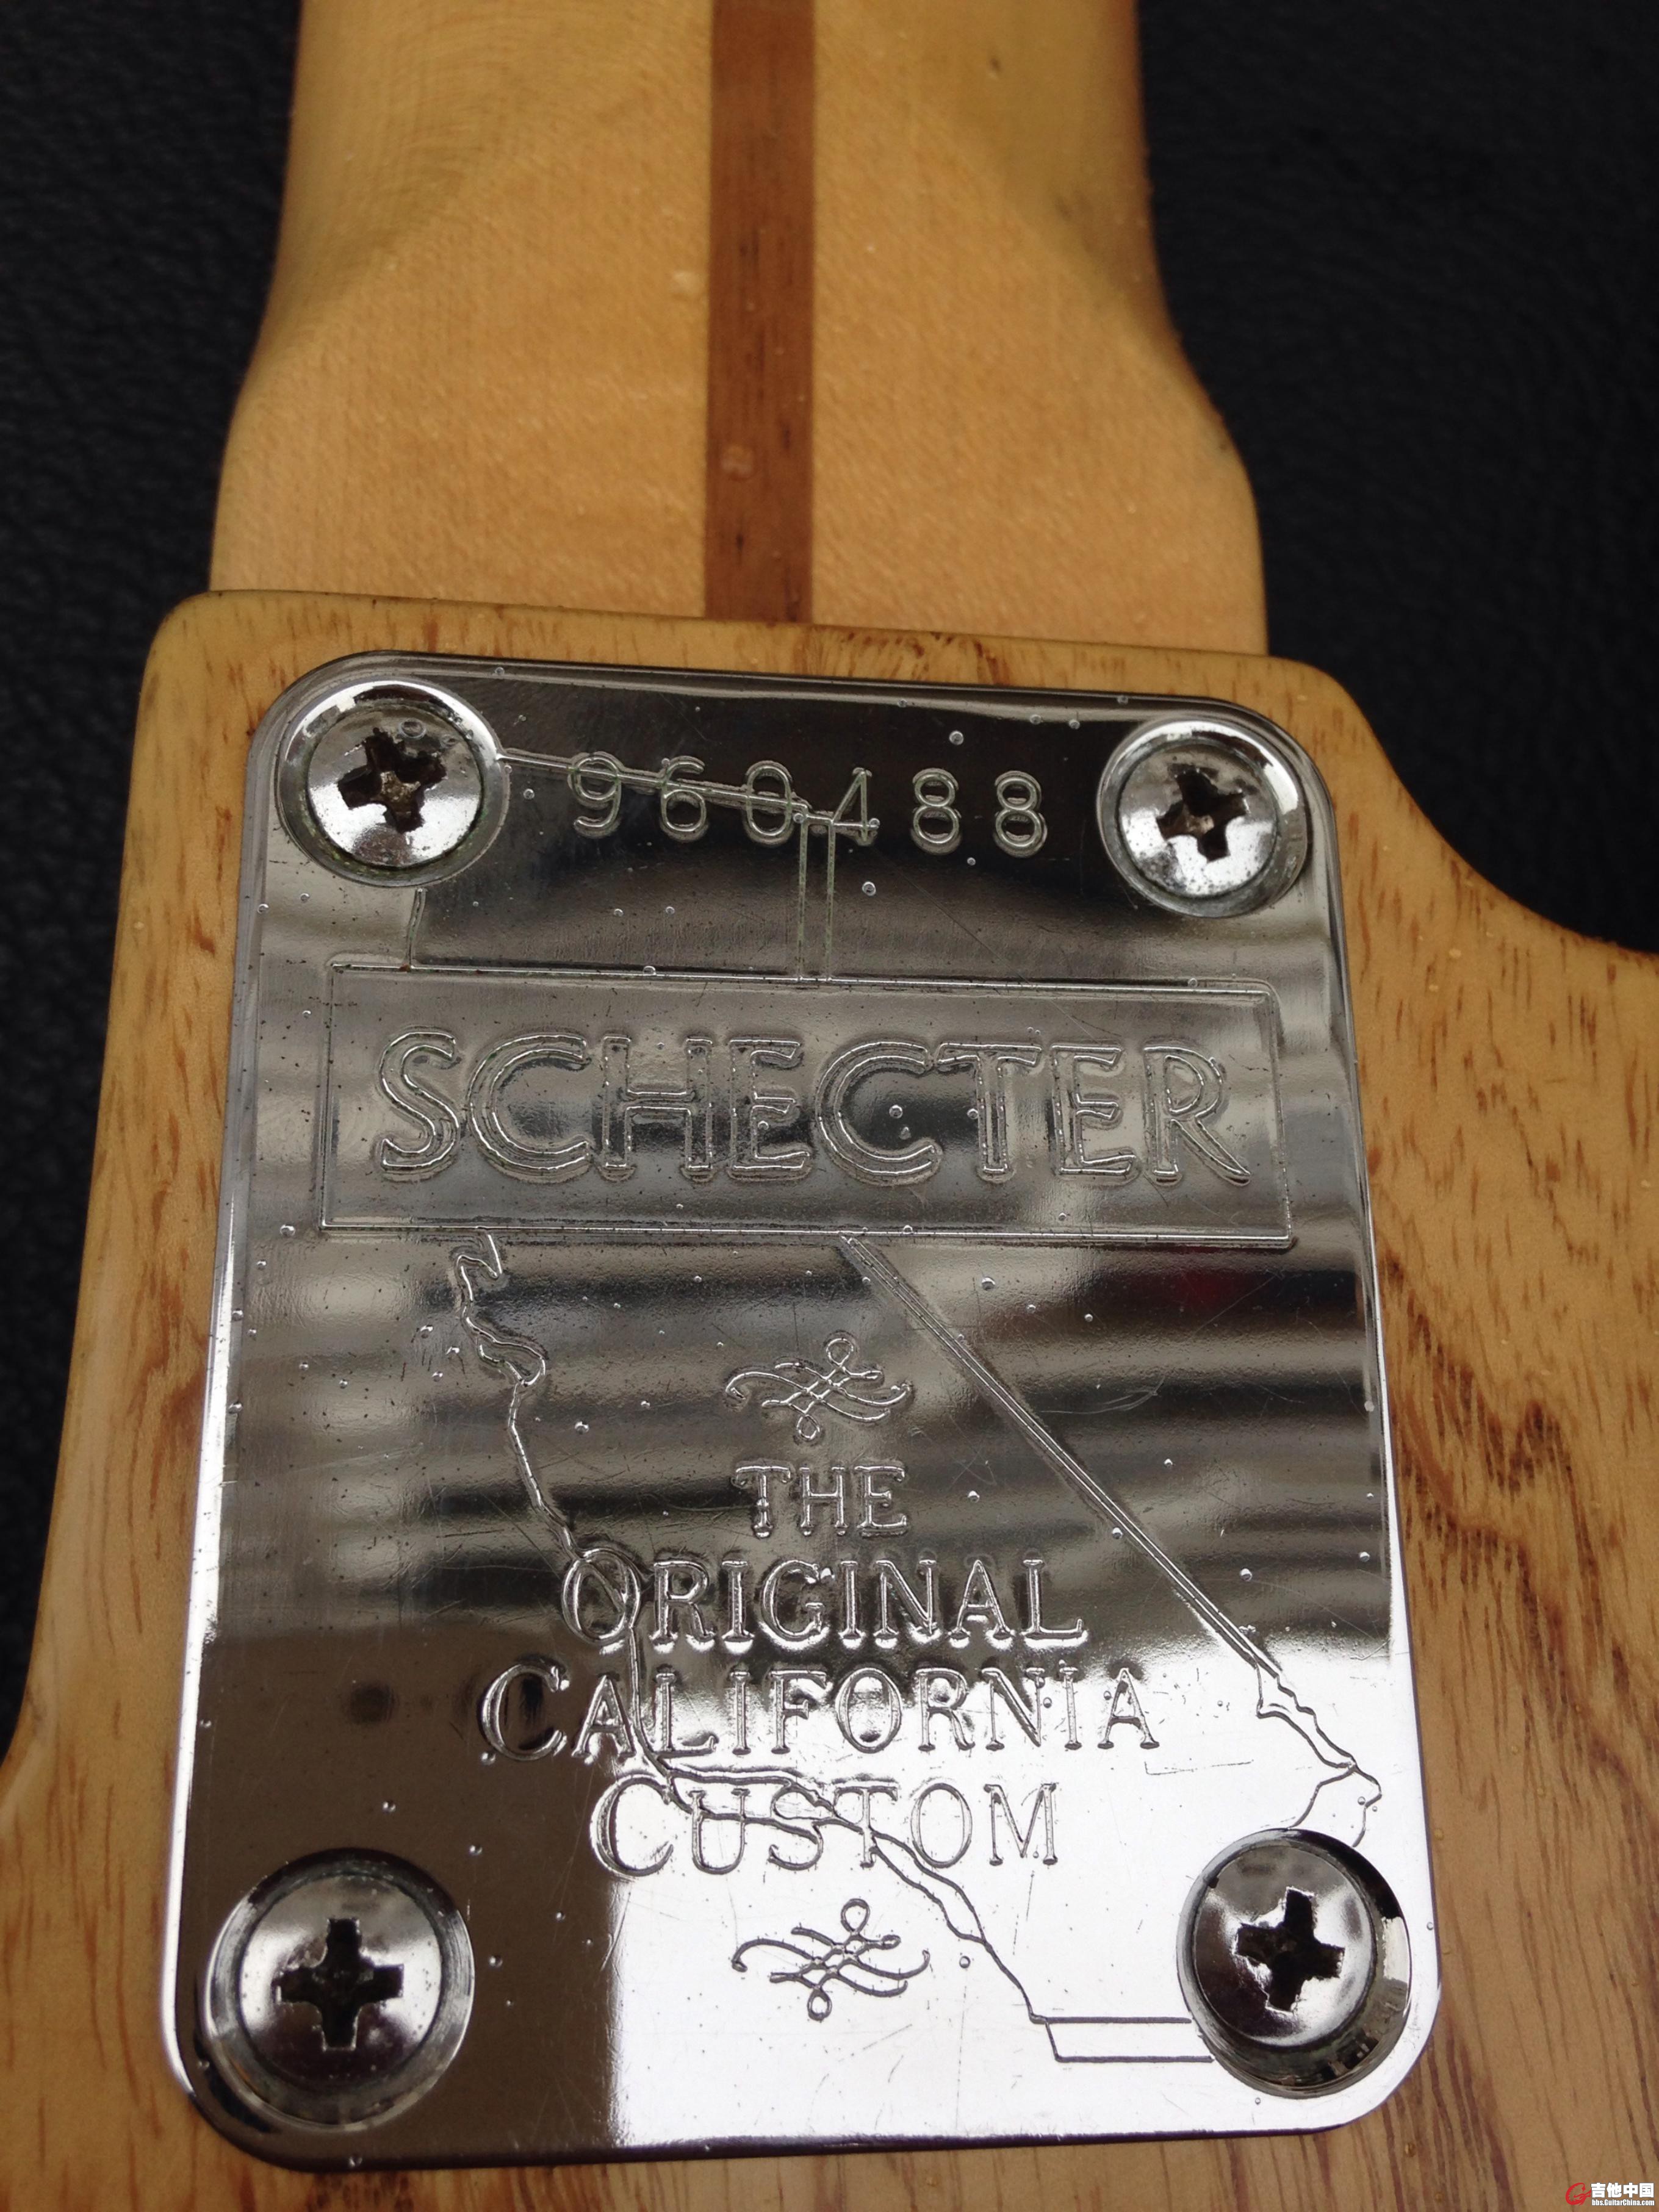 960488
SCHECTER
THE
ORIGINAL
CALIFORNIA
CUSTOM
吉他中国
bbs.GuitarChina.com